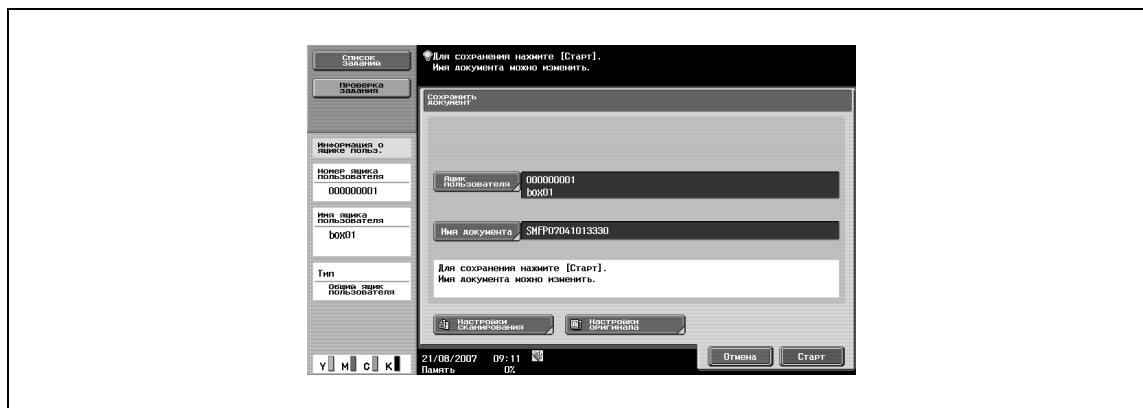 Список
заданий
Проверка
задания
Информация о
ящике польз.
Номер ящика
пользователя
000000001
Имя ящика
пользователя
box01
Тип
Общий ящик
пользователя
Y M C K
Для сохранения нажмите [Старт].
Имя документа можно изменить.
Сохранить
документ
Ящик
пользователя
000000001
box01
Имя документа
SMFP07041013330
Для сохранения нажмите [Старт].
Имя документа можно изменить.
Настройки
сканирования
Настройки
оригинала
21/08/2007 09:11
Память 0%
Отмена
Старт